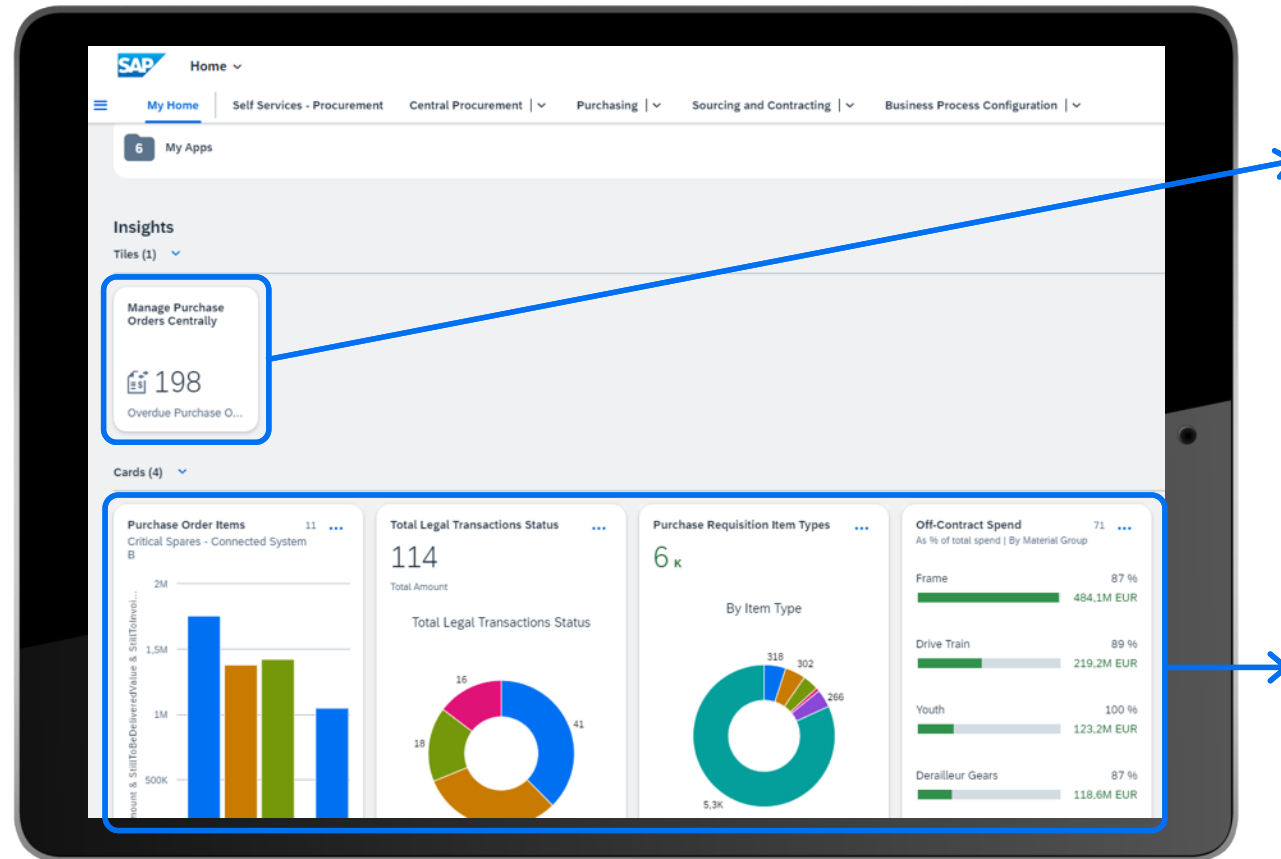 SAP Home
My Home Self Services - Procurement Central Procurement Purchasing Sourcing and Contracting Business Process Configuration
6 My Apps
Insights
Tiles (1)
Manage Purchase
Orders Centrally
198
Overdue Purchase O...
Cards (4)
Purchase Order Items 11 ...
Critical Spares - Connected System
B
2M
1,5M
1M
500K
mount & StillToBeDeliveredValue & StillToInvoi...
Total Legal Transactions Status ...
114
Total Amount
Total Legal Transactions Status
16
41
18
Purchase Requisition Item Types ...
6 K
By Item Type
318
302
266
5,3K
Off-Contract Spend 71 ...
As % of total spend | By Material Group
Frame 87 %
484,1M EUR
Drive Train 89 %
219,2M EUR
Youth 100 %
123,2M EUR
Derailleur Gears 87 %
118,6M EUR